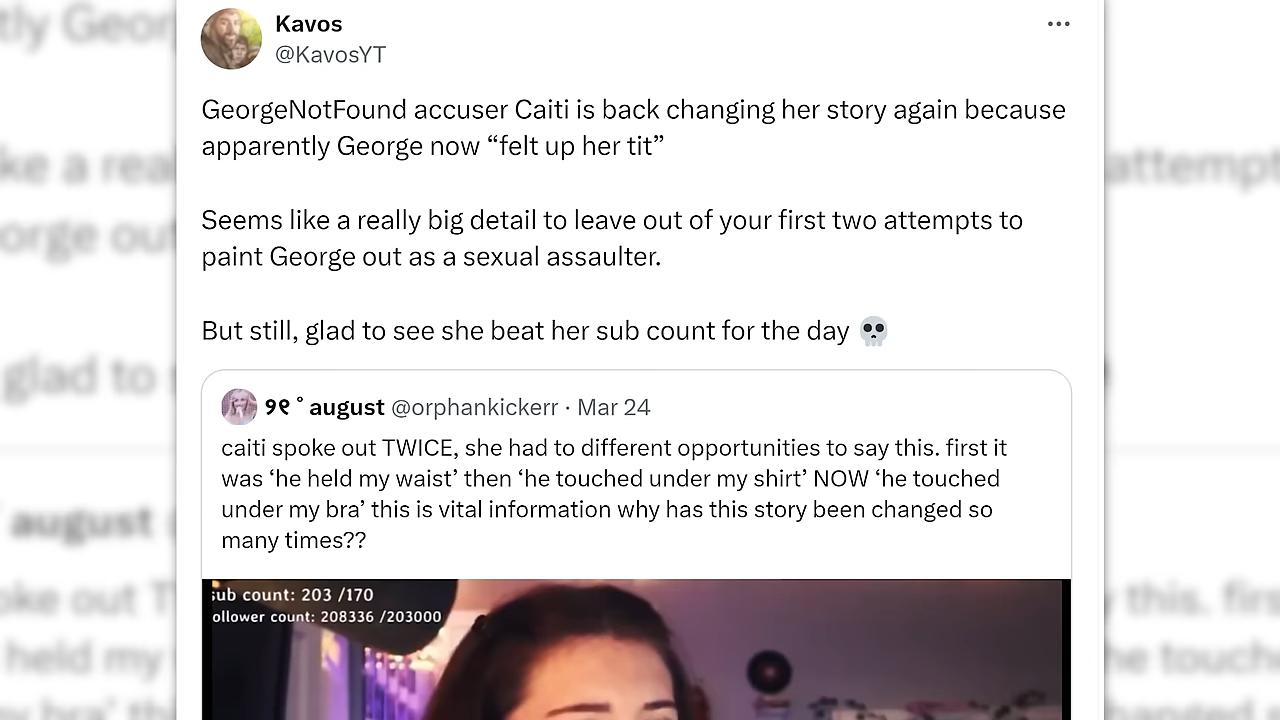 Kavos
@KavosYT
GeorgeNotFound accuser Caiti is back changing her story again because
apparently George now “felt up her tit”
Seems like a really big detail to leave out of your first two attempts to
paint George out as a sexual assaulter.
But still, glad to see she beat her sub count for the day 💀
୨୧ ˚ august @orphankickerr · Mar 24
caiti spoke out TWICE, she had to different opportunities to say this. first it
was ‘he held my waist’ then ‘he touched under my shirt’ NOW ‘he touched
under my bra’ this is vital information why has this story been changed so
many times??
sub count: 203 /170
ollower count: 208336 /203000